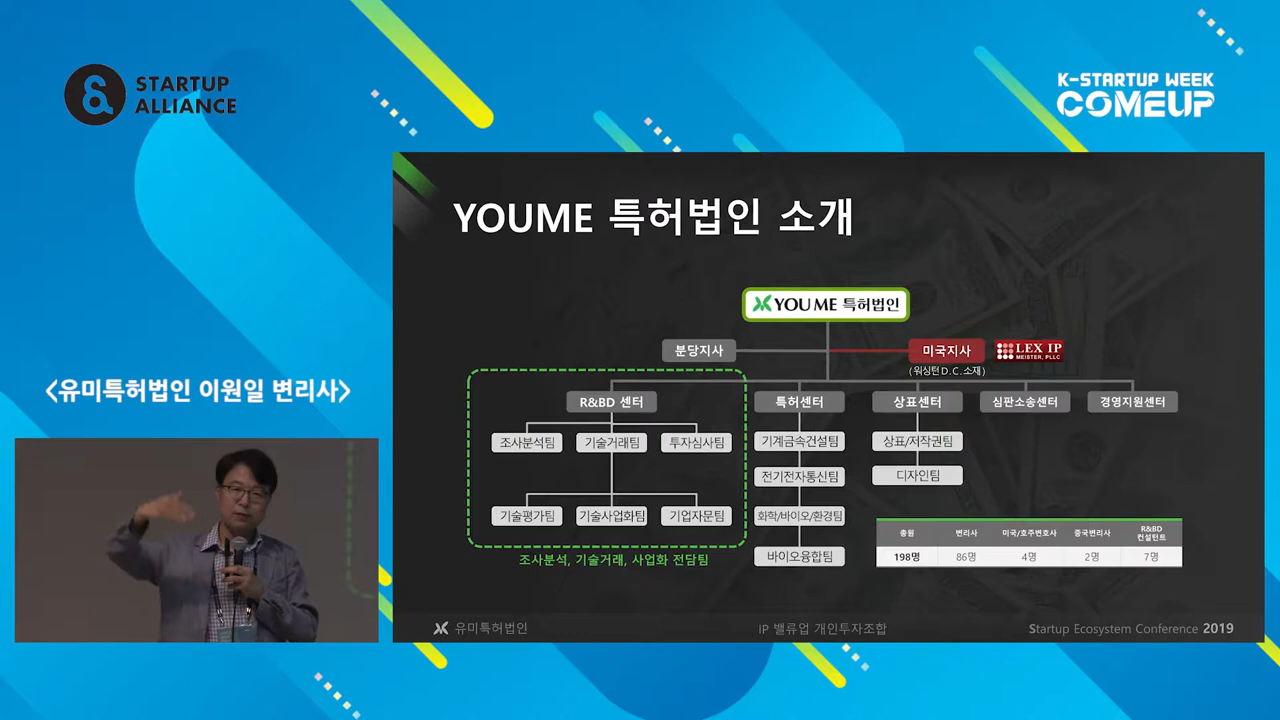 STARTUP
ALLIANCE
K-STARTUP WEEK
COMEUP
YOUME 특허법인 소개
YOU ME 특허법인
분당지사
미국지사
LEX IP
MEISTER, PLLC
(워싱턴 D.C. 소재)
<유미특허법인 이원일 변리사>
R&BD 센터
특허센터
상표센터
심판소송센터
경영지원센터
조사분석팀
기술거래팀
투자심사팀
기계금속건설팀
상표/저작권팀
전기전자통신팀
디자인팀
기술평가팀
기술사업화팀
기업자문팀
화학/바이오/환경팀
바이오융합팀
조사분석, 기술거래, 사업화 전담팀
총원 변리사 미국/호주변호사 중국변리사 R&BD 컨설턴트
198명 86명 4명 2명 7명
유미특허법인
IP 밸류업 개인투자조합
Startup Ecosystem Conference 2019